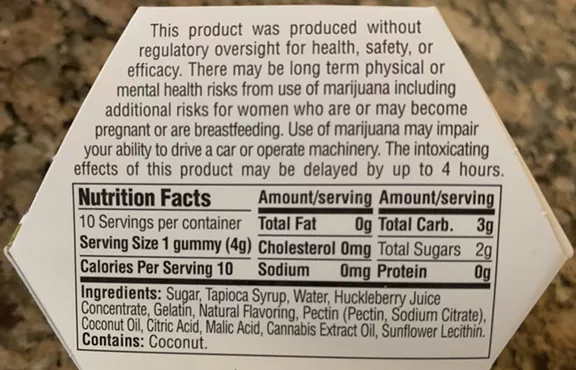 This product was produced without
regulatory oversight for health, safety, or
efficacy. There may be long term physical or
mental health risks from use of marijuana including
additional risks for women who are or may become
pregnant or are breastfeeding. Use of marijuana may impair
your ability to drive a car or operate machinery. The intoxicating
effects of this product may be delayed by up to 4 hours.
Nutrition Facts Amount/serving Amount/serving
10 Servings per container Total Fat 0g Total Carb. 3g
Serving Size 1 gummy (4g) Cholesterol 0mg Total Sugars 2g
Calories Per Serving 10 Sodium 0mg Protein 0g
Ingredients: Sugar, Tapioca Syrup, Water, Huckleberry Juice
Concentrate, Gelatin, Natural Flavoring, Pectin (Pectin, Sodium Citrate),
Coconut Oil, Citric Acid, Malic Acid, Cannabis Extract Oil, Sunflower Lecithin.
Contains: Coconut.